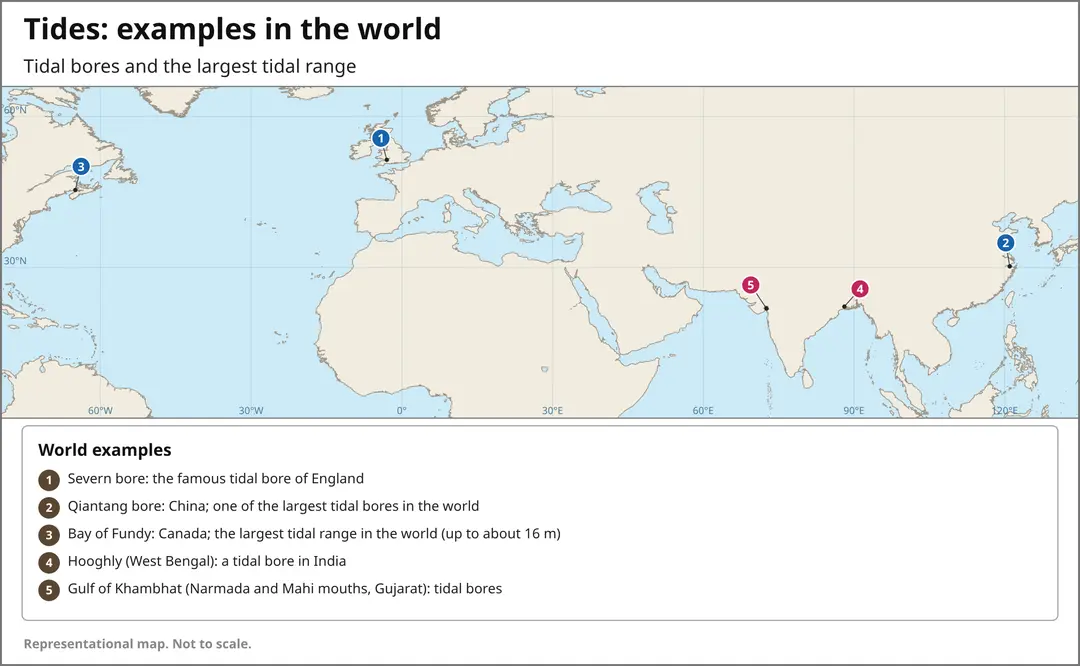 Tides: examples in the world
Tidal bores and the largest tidal range
60°N
1
3
2
30°N
5
4
60°W
30°W
0°
30°E
60°E
90°E
120°E
World examples
1 Severn bore: the famous tidal bore of England
2 Qiantang bore: China; one of the largest tidal bores in the world
3 Bay of Fundy: Canada; the largest tidal range in the world (up to about 16 m)
4 Hooghly (West Bengal): a tidal bore in India
5 Gulf of Khambhat (Narmada and Mahi mouths, Gujarat): tidal bores
Representational map. Not to scale.